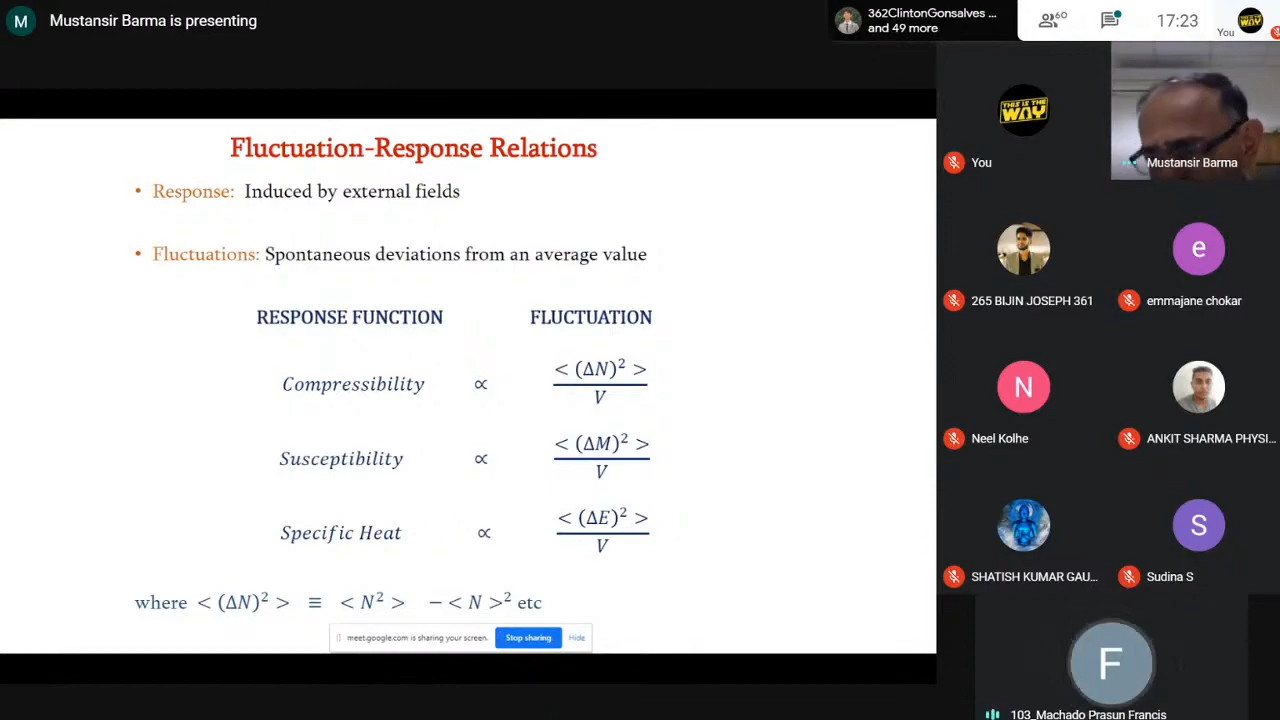 M Mustansir Barma is presenting
362ClintonGonsalves ...
and 49 more
60
17:23
You
THIS IS THE WAY
Fluctuation-Response Relations
• Response: Induced by external fields
• Fluctuations: Spontaneous deviations from an average value
RESPONSE FUNCTION FLUCTUATION
Compressibility ∝ < (ΔN)² > / V
Susceptibility ∝ < (ΔM)² > / V
Specific Heat ∝ < (ΔE)² > / V
where < (ΔN)² > ≡ < N² > − < N >² etc
meet.google.com is sharing your screen. Stop sharing Hide
THIS IS THE WAY
You
Mustansir Barma
265 BIJIN JOSEPH 361
e
emmajane chokar
N
Neel Kolhe
ANKIT SHARMA PHYSI...
SHATISH KUMAR GAU...
S
Sudina S
F
103_Machado Prasun Francis